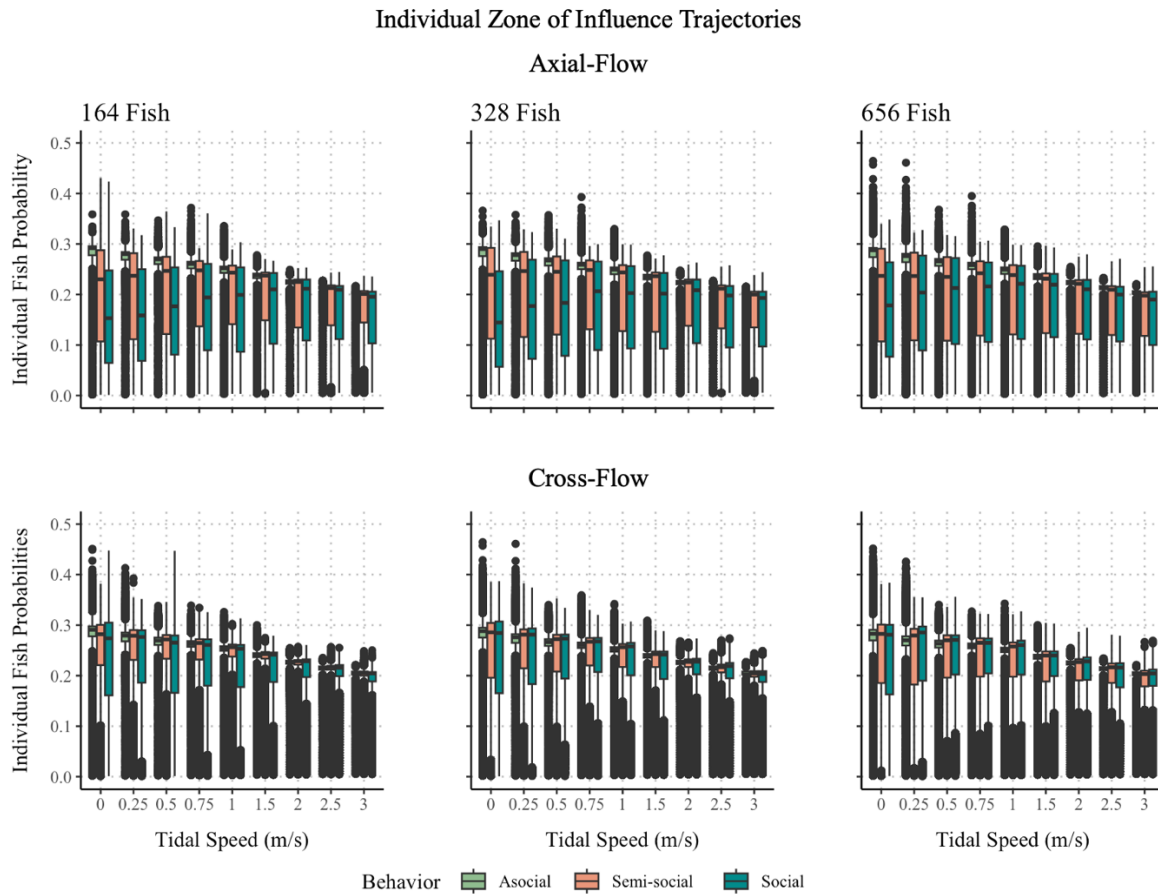 Individual Zone of Influence Trajectories
Axial-Flow
164 Fish 328 Fish 656 Fish
Individual Fish Probability
0.5
0.4
0.3
0.2
0.1
0.0
Cross-Flow
Individual Fish Probabilities
0.5
0.4
0.3
0.2
0.1
0.0
0 0.25 0.5 0.75 1 1.5 2 2.5 3 0 0.25 0.5 0.75 1 1.5 2 2.5 3 0 0.25 0.5 0.75 1 1.5 2 2.5 3
Tidal Speed (m/s) Tidal Speed (m/s) Tidal Speed (m/s)
Behavior Asocial Semi-social Social